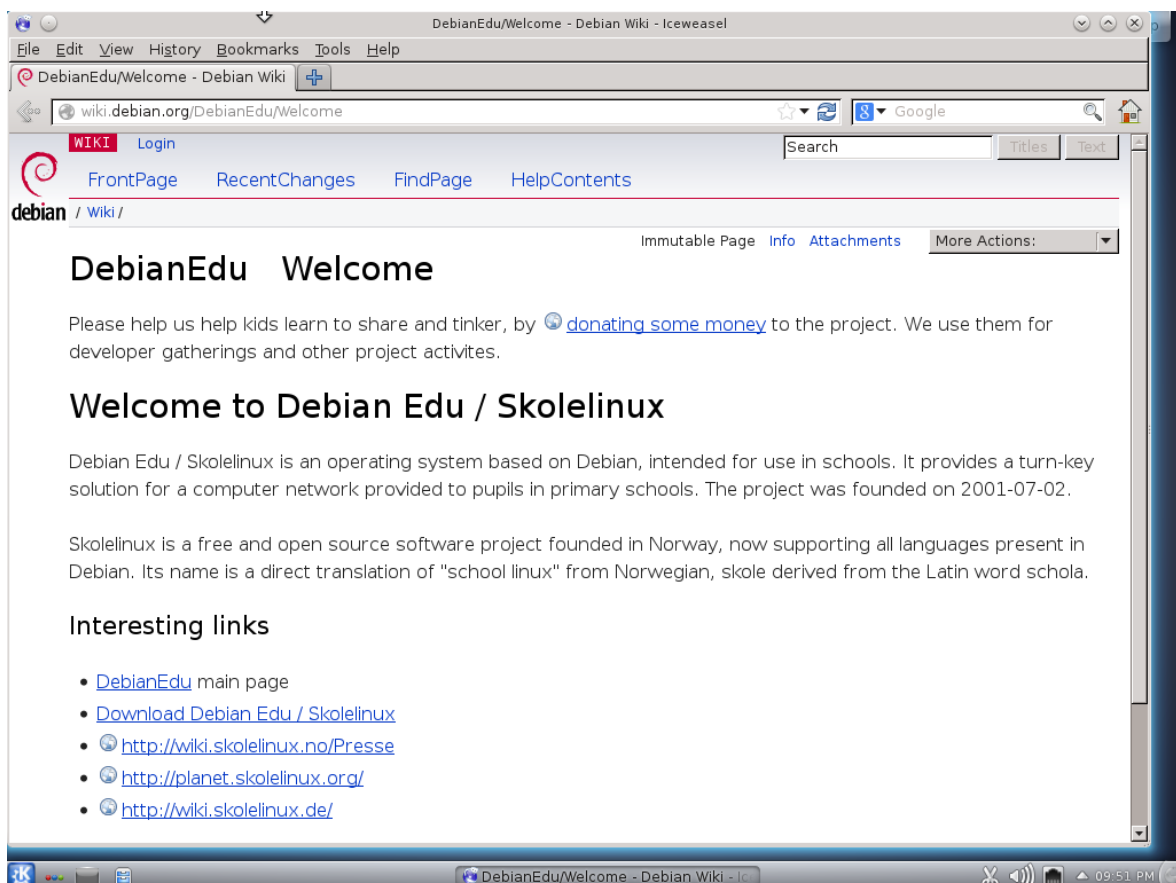 DebianEdu/Welcome - Debian Wiki - Iceweasel
File Edit View History Bookmarks Tools Help
DebianEdu/Welcome - Debian Wiki
wiki.debian.org/DebianEdu/Welcome
Google
WIKI Login
Search Titles Text
FrontPage RecentChanges FindPage HelpContents
debian / Wiki /
Immutable Page Info Attachments More Actions:
DebianEdu Welcome
Please help us help kids learn to share and tinker, by donating some money to the project. We use them for
developer gatherings and other project activites.
Welcome to Debian Edu / Skolelinux
Debian Edu / Skolelinux is an operating system based on Debian, intended for use in schools. It provides a turn-key
solution for a computer network provided to pupils in primary schools. The project was founded on 2001-07-02.
Skolelinux is a free and open source software project founded in Norway, now supporting all languages present in
Debian. Its name is a direct translation of "school linux" from Norwegian, skole derived from the Latin word schola.
Interesting links
• DebianEdu main page
• Download Debian Edu / Skolelinux
• http://wiki.skolelinux.no/Presse
• http://planet.skolelinux.org/
• http://wiki.skolelinux.de/
DebianEdu/Welcome - Debian Wiki - Ic
09:51 PM